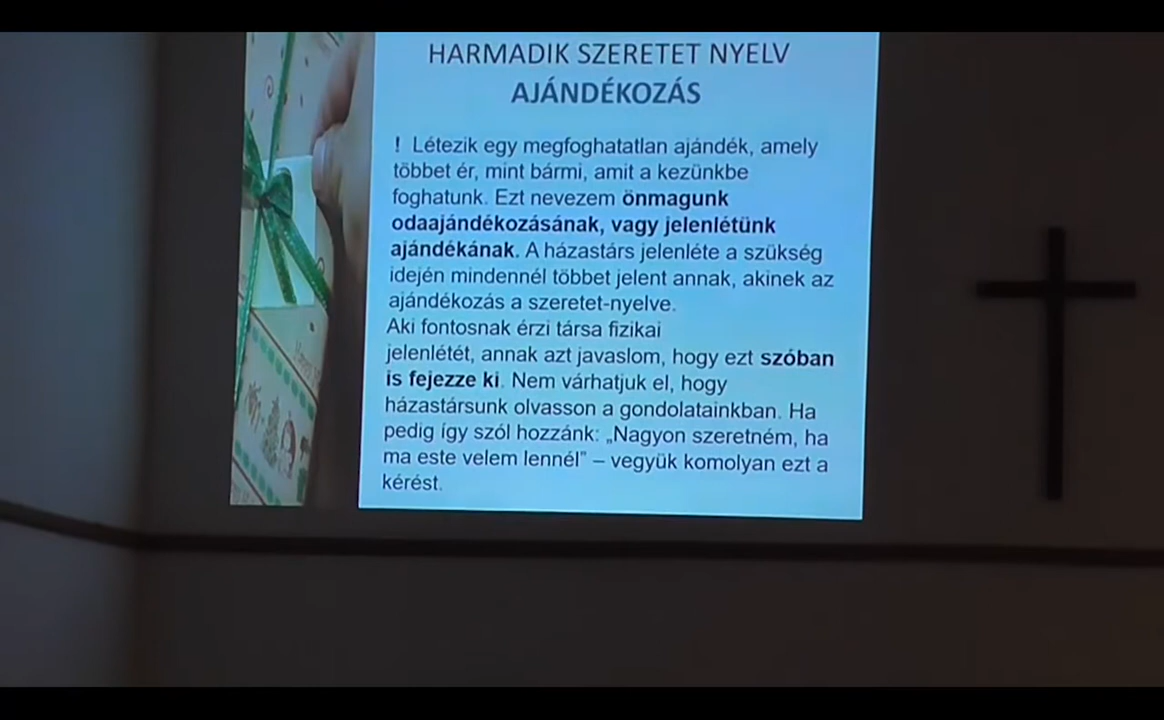 HARMADIK SZERETET NYELV
AJÁNDÉKOZÁS
! Létezik egy megfoghatatlan ajándék, amely
többet ér, mint bármi, amit a kezünkbe
foghatunk. Ezt nevezem önmagunk
odaajándékozásának, vagy jelenlétünk
ajándékának. A házastárs jelenléte a szükség
idején mindennél többet jelent annak, akinek az
ajándékozás a szeretet-nyelve.
Aki fontosnak érzi társa fizikai
jelenlétét, annak azt javaslom, hogy ezt szóban
is fejezze ki. Nem várhatjuk el, hogy
házastársunk olvasson a gondolatainkban. Ha
pedig így szól hozzánk: „Nagyon szeretném, ha
ma este velem lennél” – vegyük komolyan ezt a
kérést.